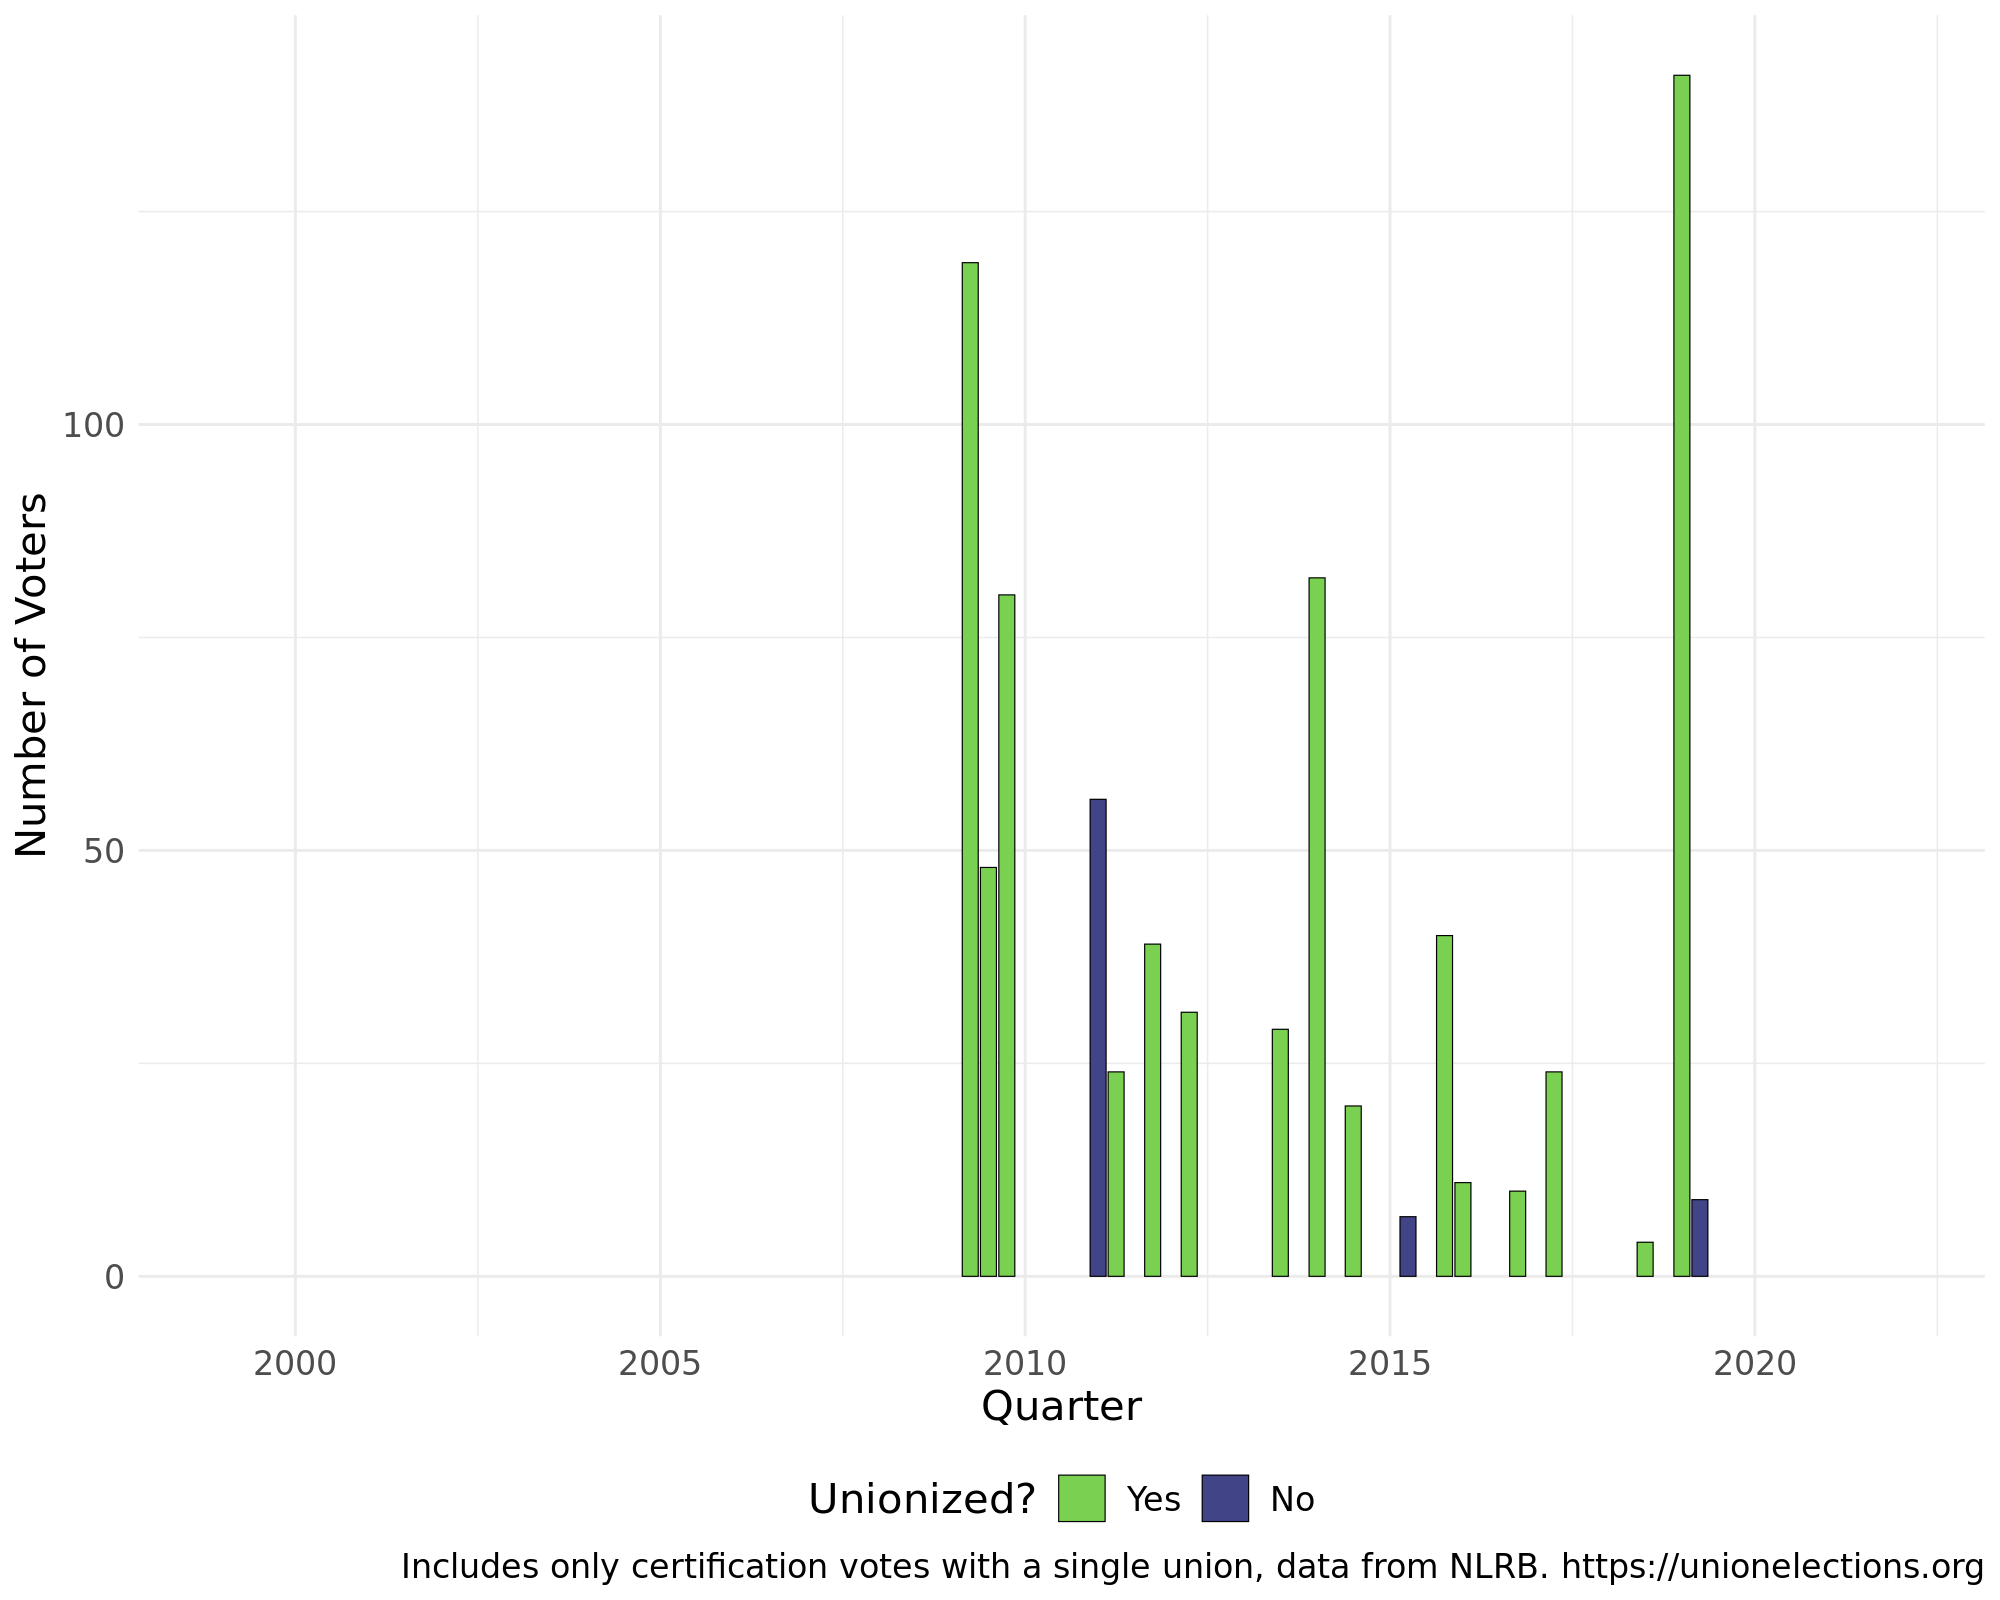 100
50
0
Number of Voters
2000 2005 2010 2015 2020
Quarter
Unionized? Yes No
Includes only certification votes with a single union, data from NLRB. https://unionelections.org